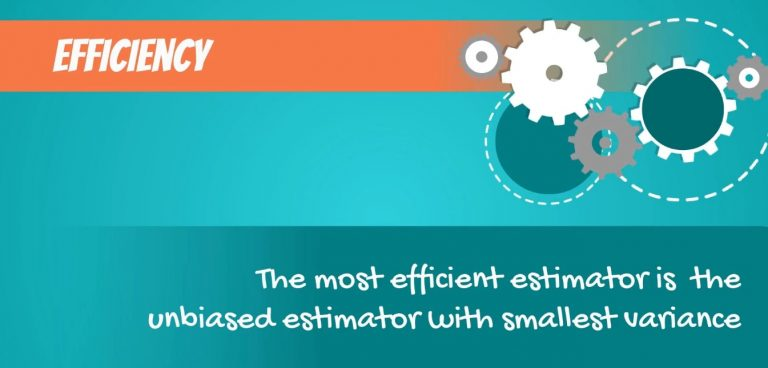 EFFICIENCY
The most efficient estimator is the
unbiased estimator with smallest variance